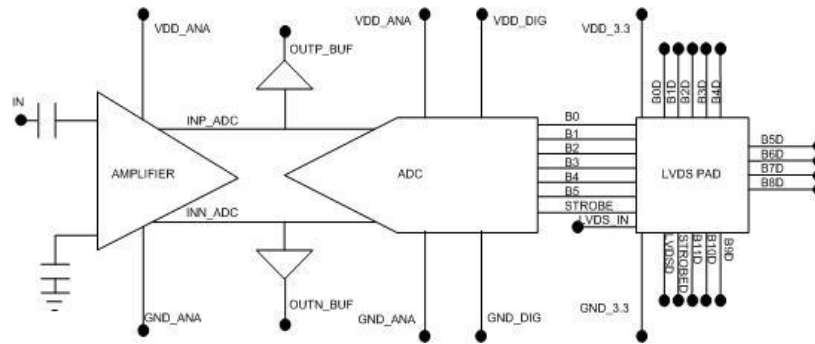 VDD_ANA
VDD_ANA
VDD_DIG
VDD_3.3
OUTP_BUF
B0D
B1D
B2D
B3D
B4D
IN
INP_ADC
B0
B1
B2
B3
B4
B5
STROBE
LVDS_IN
AMPLIFIER
ADC
LVDS PAD
B5D
B6D
B7D
B8D
INN_ADC
LVDSD
STROBED
B11D
B10D
B9D
OUTN_BUF
GND_ANA
GND_ANA
GND_DIG
GND_3.3